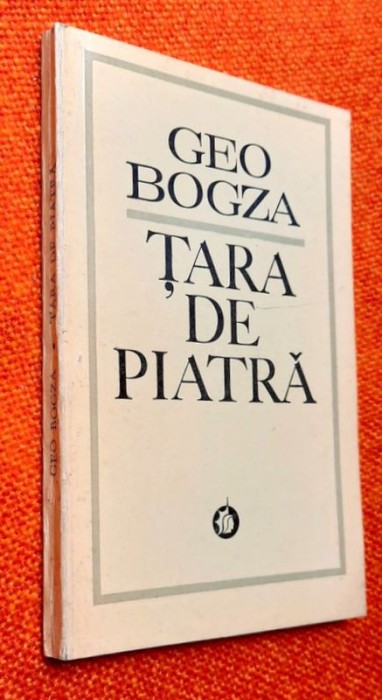 GEO
BOGZA
ȚARA
DE
PIATRĂ
GEO BOGZA • ȚARA DE PIATRĂ